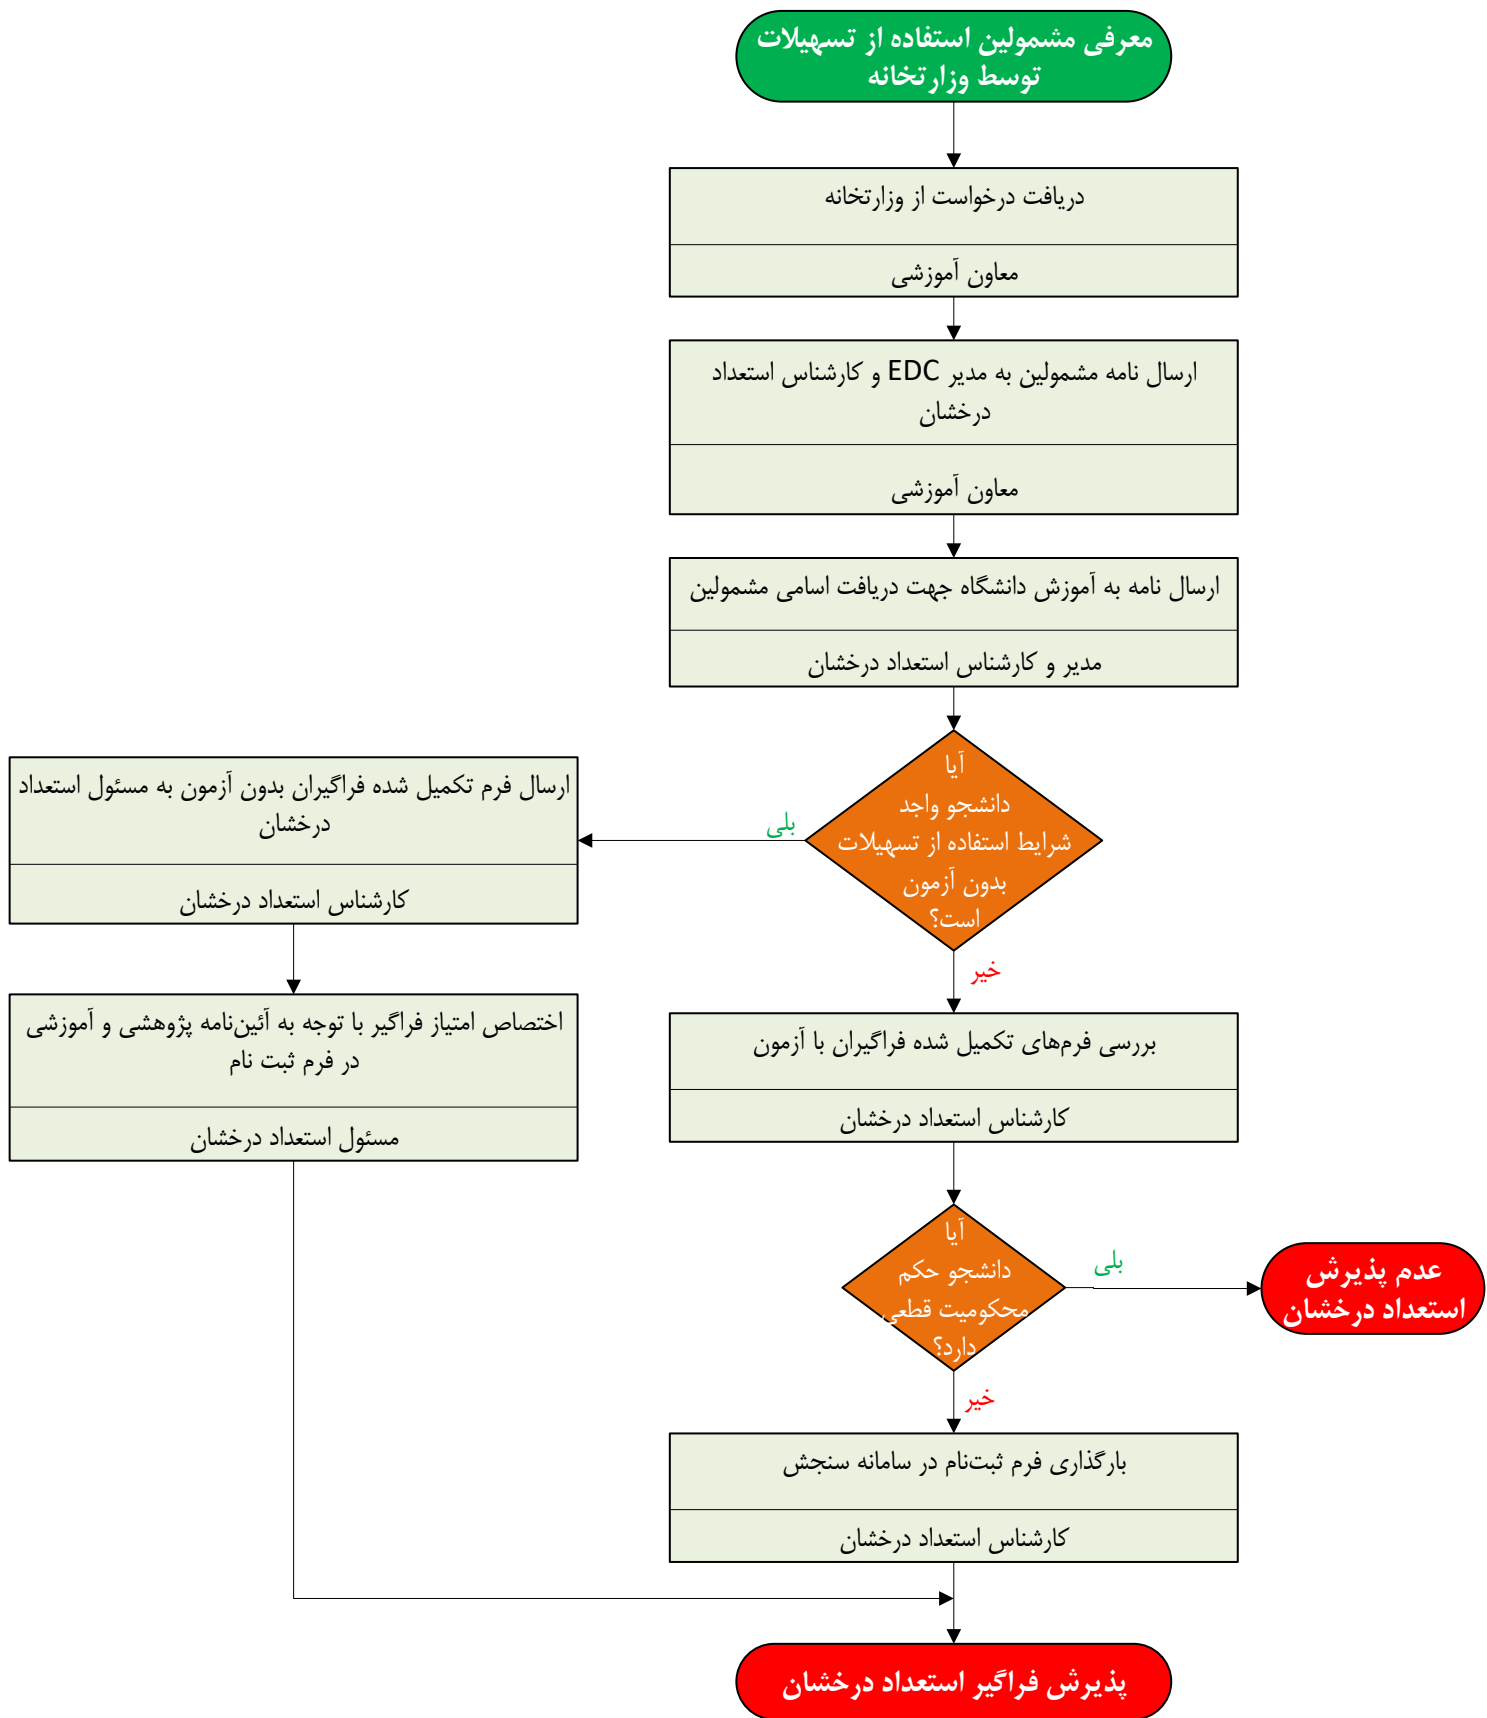 معرفی مشمولین استفاده از تسهیلات
توسط وزارتخانه
دریافت درخواست از وزارتخانه
معاون آموزشی
ارسال نامه مشمولین به مدیر EDC و کارشناس استعداد
درخشان
معاون آموزشی
ارسال نامه به آموزش دانشگاه جهت دریافت اسامی مشمولین
مدیر و کارشناس استعداد درخشان
آیا
دانشجو واجد
شرایط استفاده از تسهیلات
بدون آزمون
است؟
بلی
خیر
ارسال فرم تکمیل شده فراگیران بدون آزمون به مسئول استعداد
درخشان
کارشناس استعداد درخشان
اختصاص امتیاز فراگیر با توجه به آئین‌نامه پژوهشی و آموزشی
در فرم ثبت نام
مسئول استعداد درخشان
بررسی فرم‌های تکمیل شده فراگیران با آزمون
کارشناس استعداد درخشان
آیا
دانشجو حکم
محکومیت قطعی
دارد؟
بلی
عدم پذیرش
استعداد درخشان
خیر
بارگذاری فرم ثبت‌نام در سامانه سنجش
کارشناس استعداد درخشان
پذیرش فراگیر استعداد درخشان